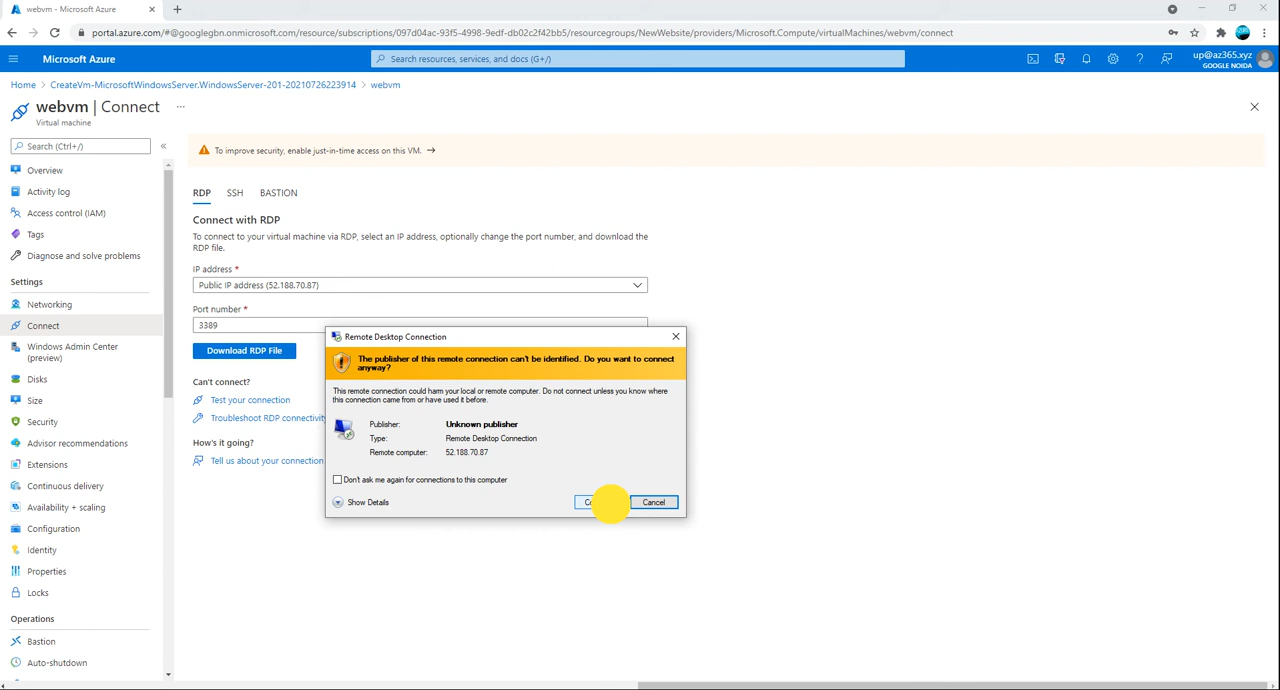 webvm - Microsoft Azure
portal.azure.com/#@googlegbn.onmicrosoft.com/resource/subscriptions/097d04ac-93f5-4998-9edf-db02c2f42bb5/resourcegroups/NewWebsite/providers/Microsoft.Compute/virtualMachines/webvm/connect
Microsoft Azure
Search resources, services, and docs (G+/)
up@az365.xyz
GOOGLE NOIDA
Home > CreateVm-MicrosoftWindowsServer.WindowsServer-201-20210726223914 > webvm
webvm | Connect ...
Virtual machine
Search (Ctrl+/)
Overview
Activity log
Access control (IAM)
Tags
Diagnose and solve problems
Settings
Networking
Connect
Windows Admin Center
(preview)
Disks
Size
Security
Advisor recommendations
Extensions
Continuous delivery
Availability + scaling
Configuration
Identity
Properties
Locks
Operations
Bastion
Auto-shutdown
To improve security, enable just-in-time access on this VM. →
RDP SSH BASTION
Connect with RDP
To connect to your virtual machine via RDP, select an IP address, optionally change the port number, and download the
RDP file.
IP address *
Public IP address (52.188.70.87)
Port number *
3389
Download RDP File
Can't connect?
Test your connection
Troubleshoot RDP connectivity
How's it going?
Tell us about your connection
Remote Desktop Connection
The publisher of this remote connection can't be identified. Do you want to connect
anyway?
This remote connection could harm your local or remote computer. Do not connect unless you know where
this connection came from or have used it before.
Publisher: Unknown publisher
Type: Remote Desktop Connection
Remote computer: 52.188.70.87
Don't ask me again for connections to this computer
Show Details
Cancel